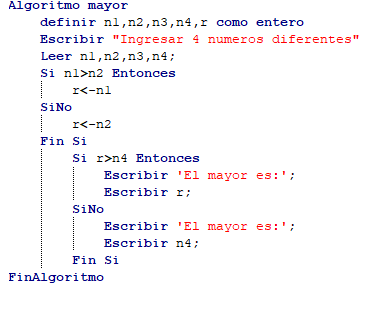 Algoritmo mayor
definir n1,n2,n3,n4,r como entero
Escribir "Ingresar 4 numeros diferentes"
Leer n1,n2,n3,n4;
Si n1>n2 Entonces
r<-n1
SiNo
r<-n2
Fin Si
Si r>n4 Entonces
Escribir 'El mayor es:';
Escribir r;
SiNo
Escribir 'El mayor es:';
Escribir n4;
Fin Si
FinAlgoritmo